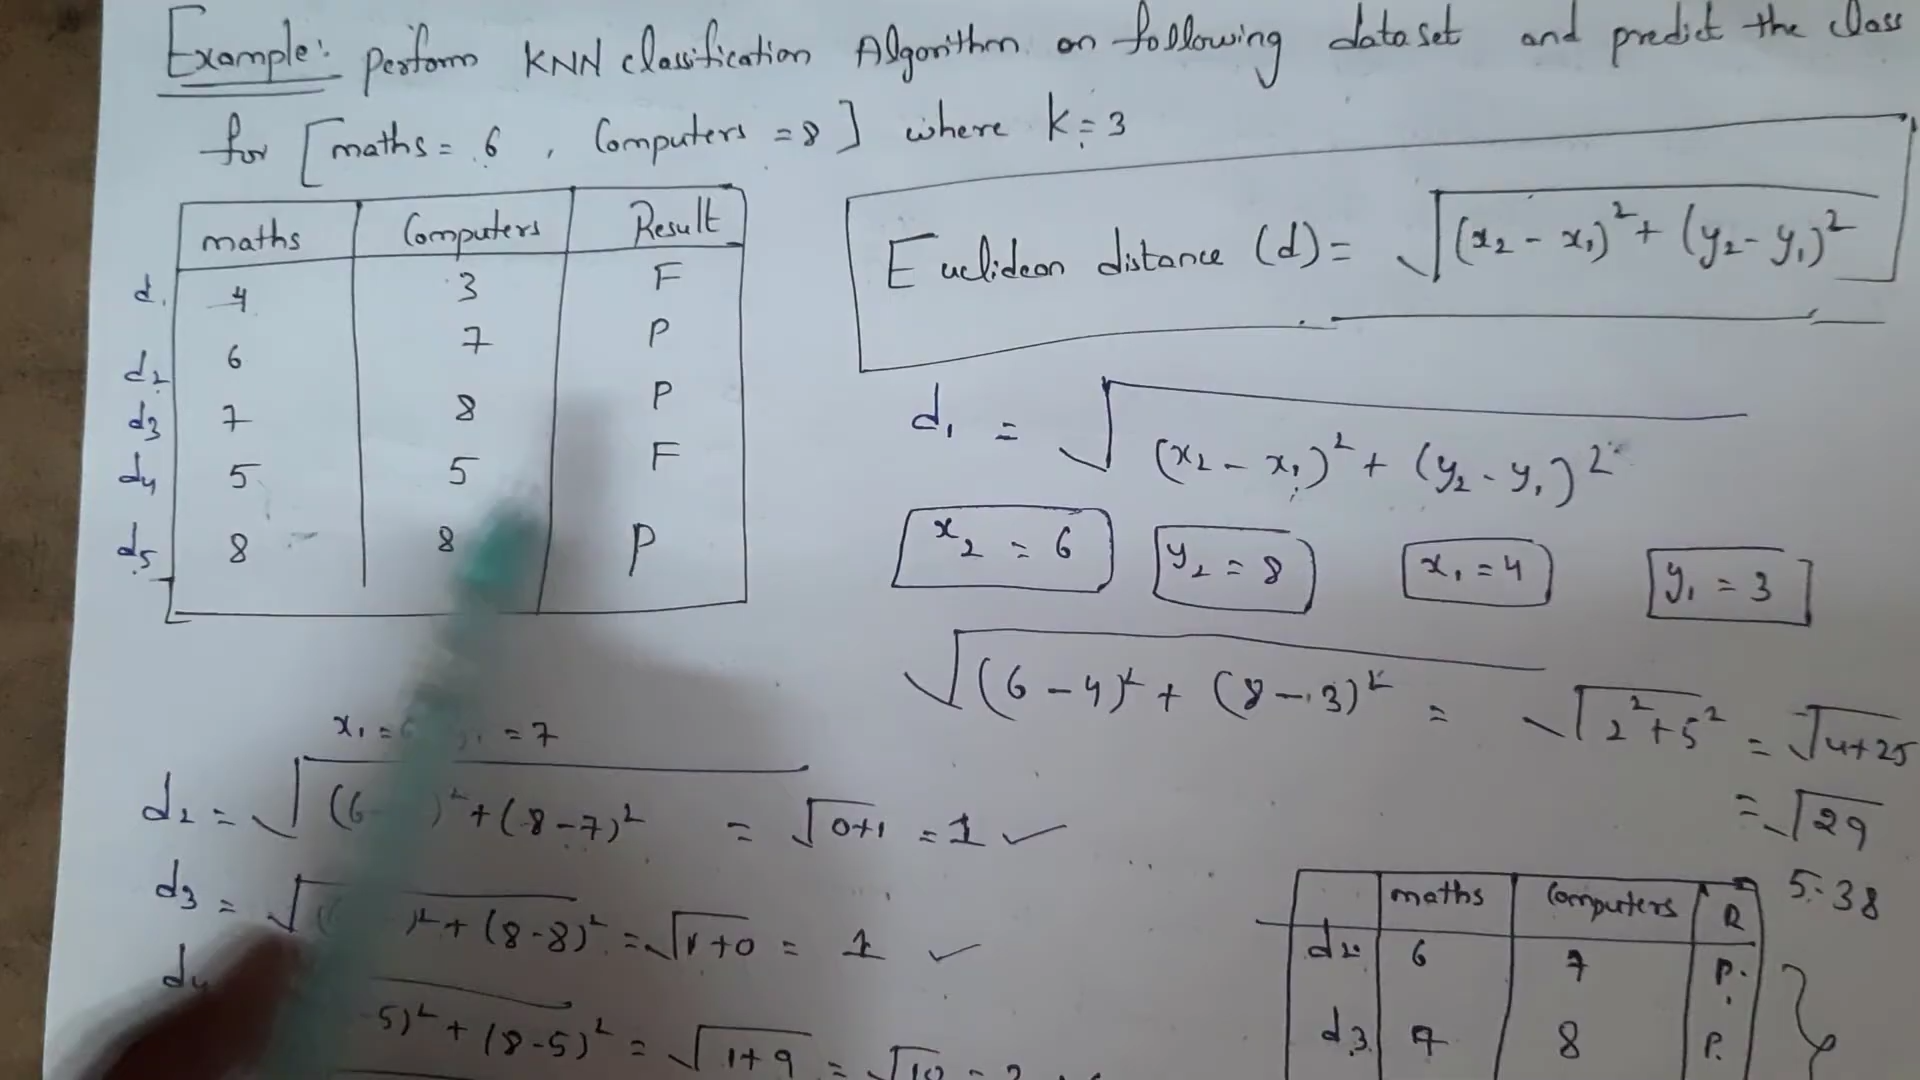 Example: perform KNN classification Algorithm on following dataset and predict the class
for [maths = 6 , Computers = 8] where k = 3
maths Computers Result
d1 4 3 F
d2 6 7 P
d3 7 8 P
d4 5 5 F
d5 8 8 P
Euclidean distance (d) = √(x2 - x1)² + (y2 - y1)²
d1 = √(x2 - x1)² + (y2 - y1)²
x2 = 6 y2 = 8 x1 = 4 y1 = 3
√(6 - 4)² + (8 - 3)² = √2² + 5² = √4+25
= √29
5.38
x1 = 6 = 7
d2 = √(6 )² + (8 - 7)² = √0+1 = 1 ✓
d3 = √( )² + (8-8)² = √1+0 = 1 ✓
d4 5)² + (8-5)² = √1+9 = √10 =
maths Computers R
d2 6 7 P.
d3 7 8 P.